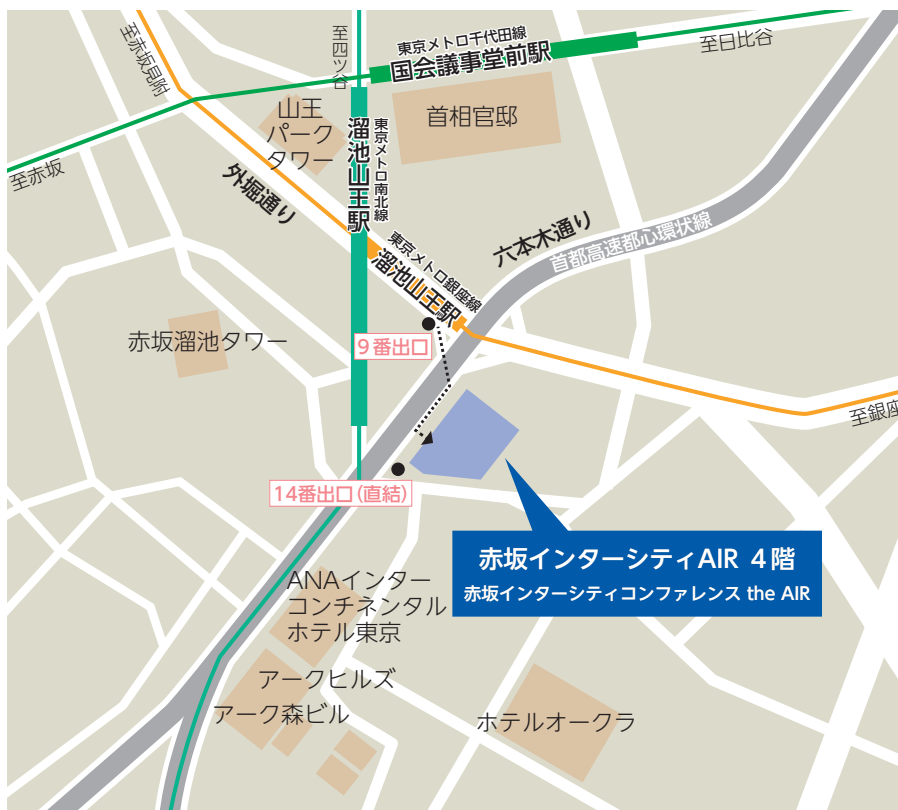 至赤坂見附
至四ツ谷
東京メトロ千代田線
国会議事堂前駅
至日比谷
山王
パーク
タワー
首相官邸
溜池山王駅
東京メトロ南北線
至赤坂
外堀通り
東京メトロ銀座線
溜池山王駅
六本木通り
首都高速都心環状線
赤坂溜池タワー
9番出口
至銀座
14番出口(直結)
赤坂インターシティAIR 4階
赤坂インターシティコンファレンス the AIR
ANAインター
コンチネンタル
ホテル東京
アークヒルズ
アーク森ビル
ホテルオークラ